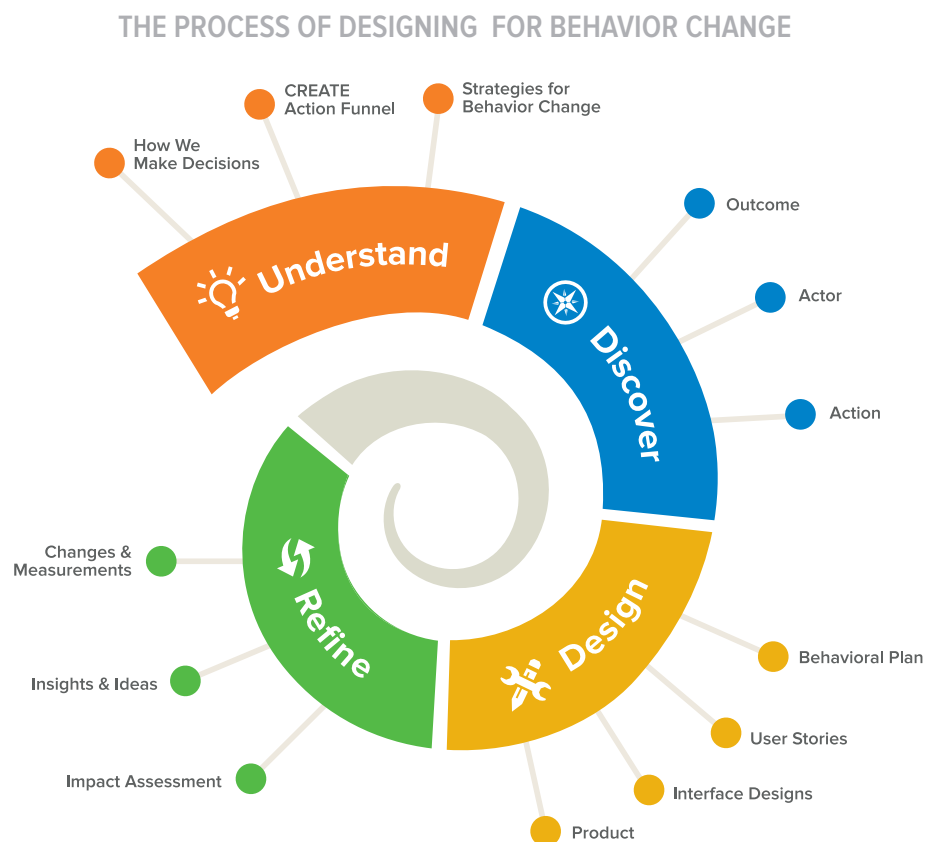 THE PROCESS OF DESIGNING FOR BEHAVIOR CHANGE
How We
Make Decisions
CREATE
Action Funnel
Strategies for
Behavior Change
Understand
Outcome
Actor
Action
Discover
Design
Behavioral Plan
User Stories
Interface Designs
Product
Refine
Impact Assessment
Insights & Ideas
Changes &
Measurements